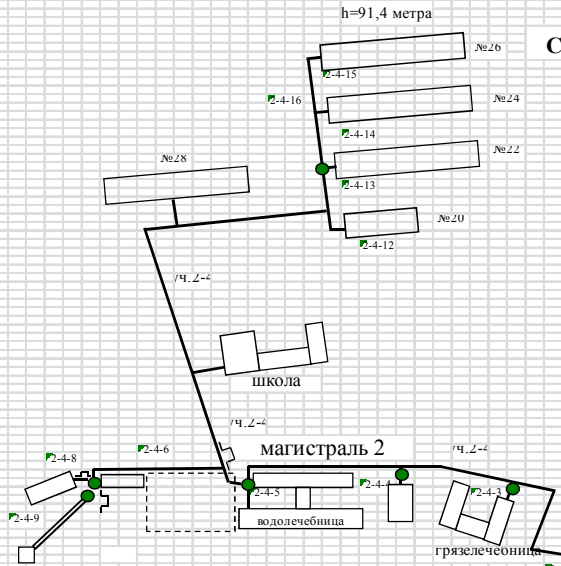 h=91,4 метра
№26
С
2-4-15
2-4-16
№24
2-4-14
№22
№28
2-4-13
№20
2-4-12
уч.2-4
школа
уч.2-4
магистраль 2
2-4-6
уч.2-4
2-4-8
2-4-5
2-4-4
2-4-3
2-4-9
водолечебница
грязелечебница